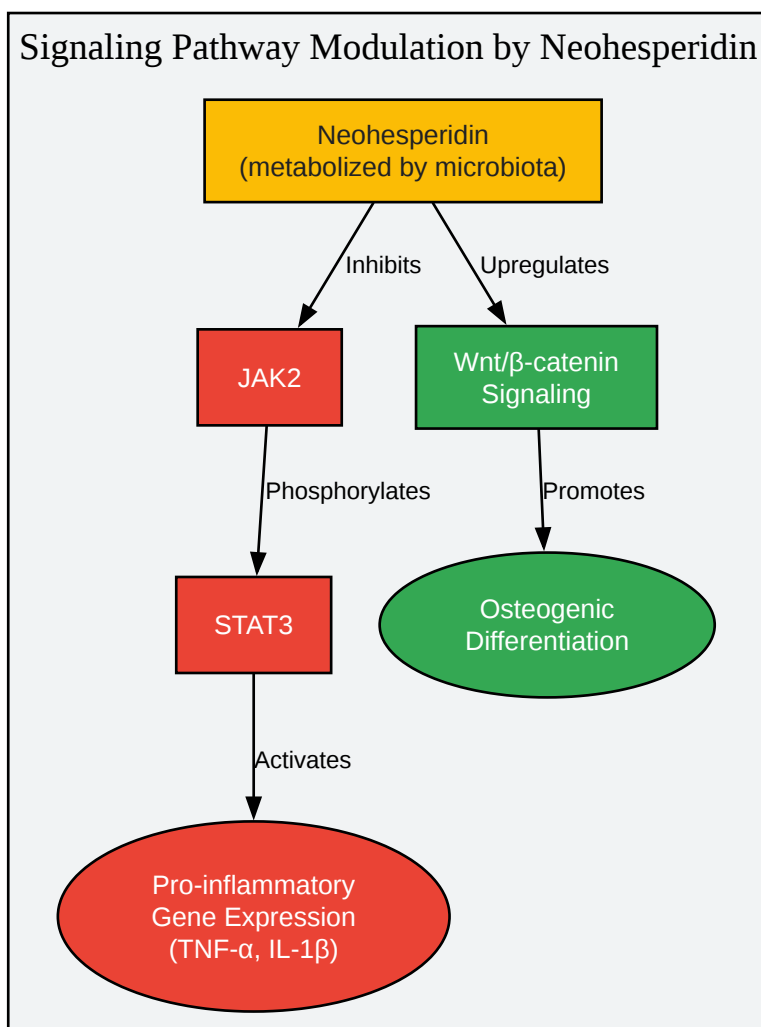 Signaling Pathway Modulation by Neohesperidin
Neohesperidin
(metabolized by microbiota)
Inhibits
Upregulates
JAK2
Wnt/β-catenin
Signaling
Phosphorylates
Promotes
STAT3
Osteogenic
Differentiation
Activates
Pro-inflammatory
Gene Expression
(TNF-α, IL-1β)